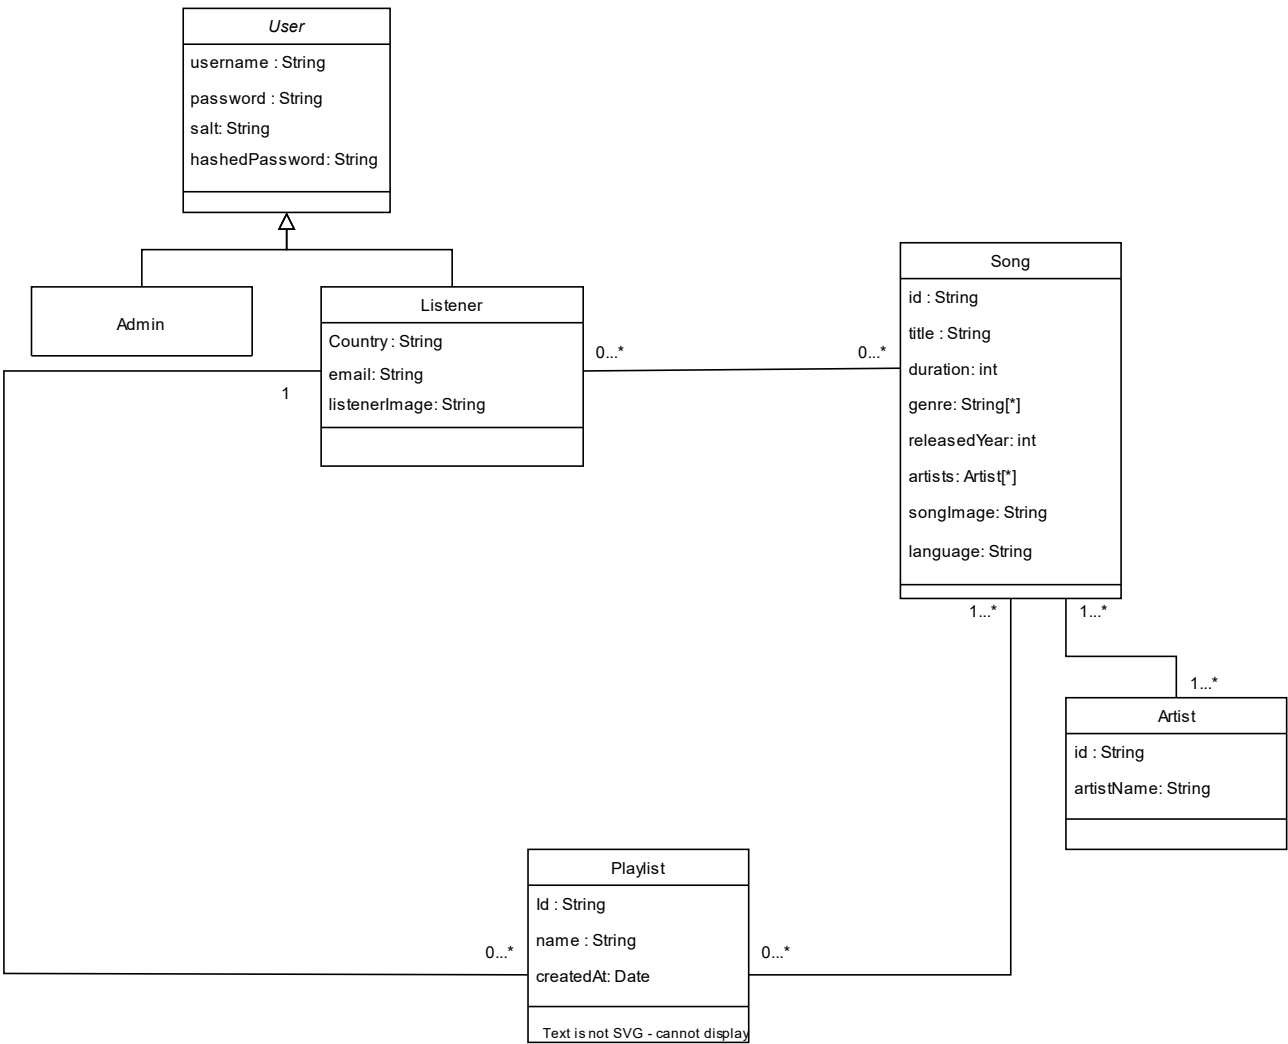 User
username : String
password : String
salt: String
hashedPassword: String
Admin
Listener
Country : String
email: String
listenerImage: String
1
0...*
0...*
Song
id : String
title : String
duration: int
genre: String[*]
releasedYear: int
artists: Artist[*]
songImage: String
language: String
1...*
1...*
1...*
Artist
id : String
artistName: String
Playlist
Id : String
name : String
createdAt: Date
0...*
0...*
Text is not SVG - cannot display